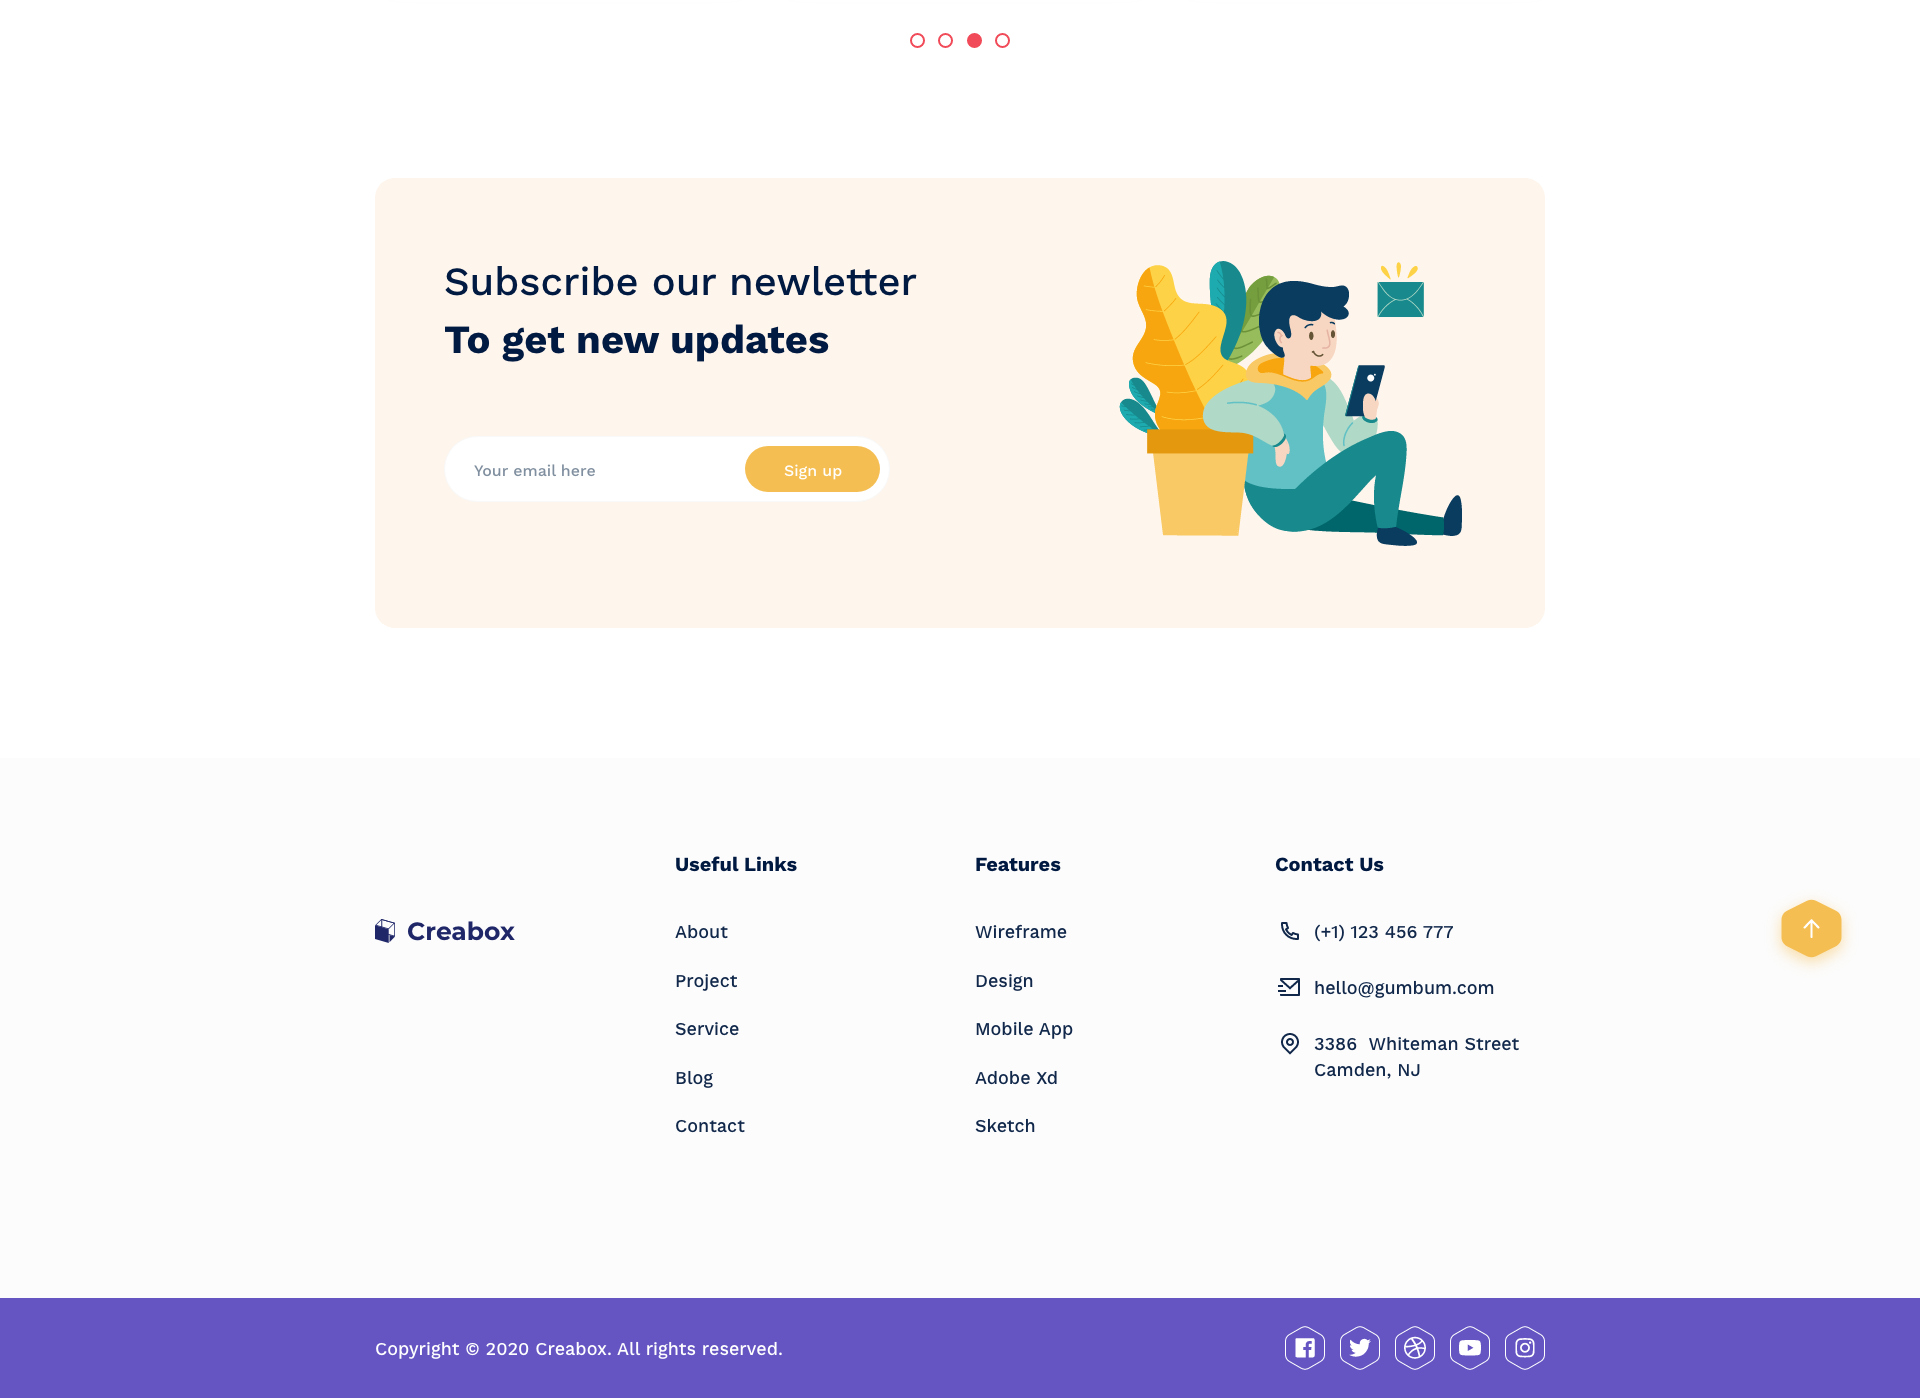 Subscribe our newletter
To get new updates
Your email here
Sign up
Creabox
Useful Links
About
Project
Service
Blog
Contact
Features
Wireframe
Design
Mobile App
Adobe Xd
Sketch
Contact Us
(+1) 123 456 777
hello@gumbum.com
3386  Whiteman Street
Camden, NJ
Copyright © 2020 Creabox. All rights reserved.